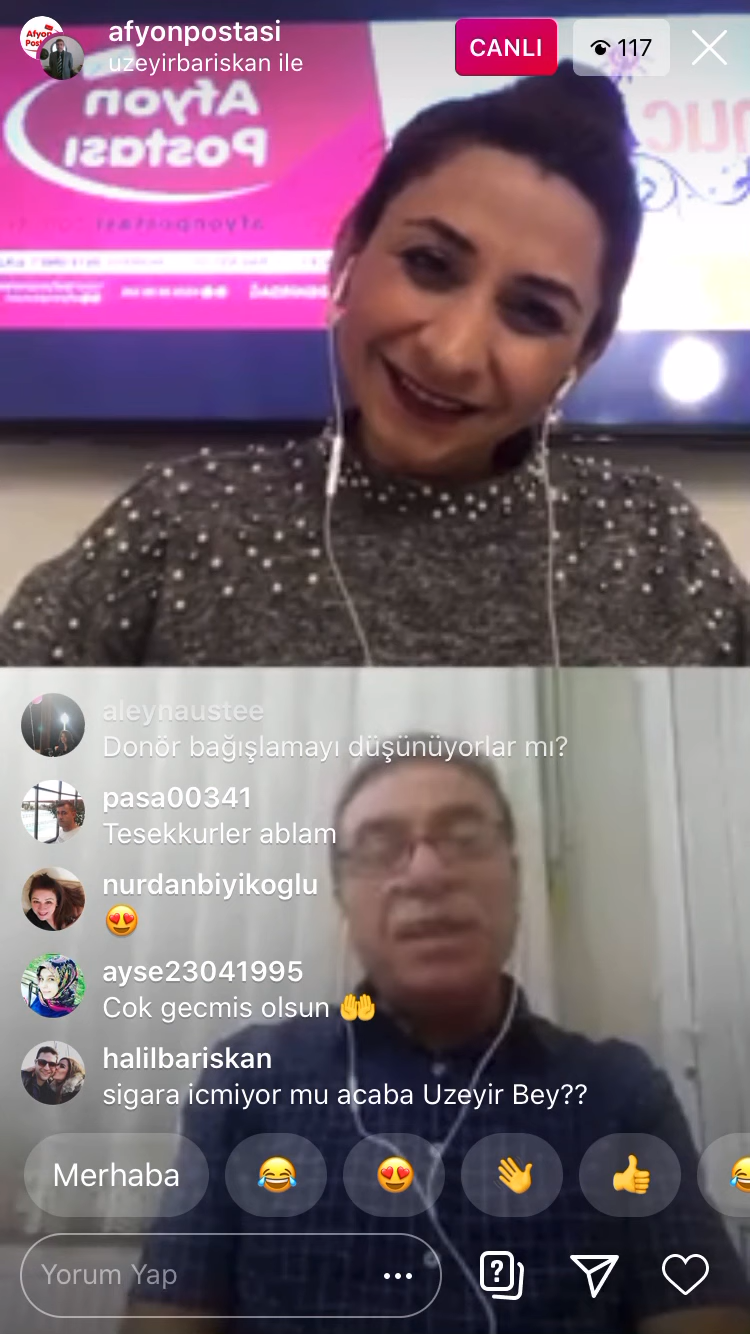 afyonpostasi
uzeyirbariskan ile
CANLI
117
Afyon
Postası
afyonpostasi
aleynaustee
Donör bağışlamayı düşünüyorlar mı?
pasa00341
Tesekkurler ablam
nurdanbiyikoglu
😍
ayse23041995
Cok gecmis olsun 🤲
halilbariskan
sigara icmiyor mu acaba Uzeyir Bey??
Merhaba 😂 😍 👋 👍 😂
Yorum Yap